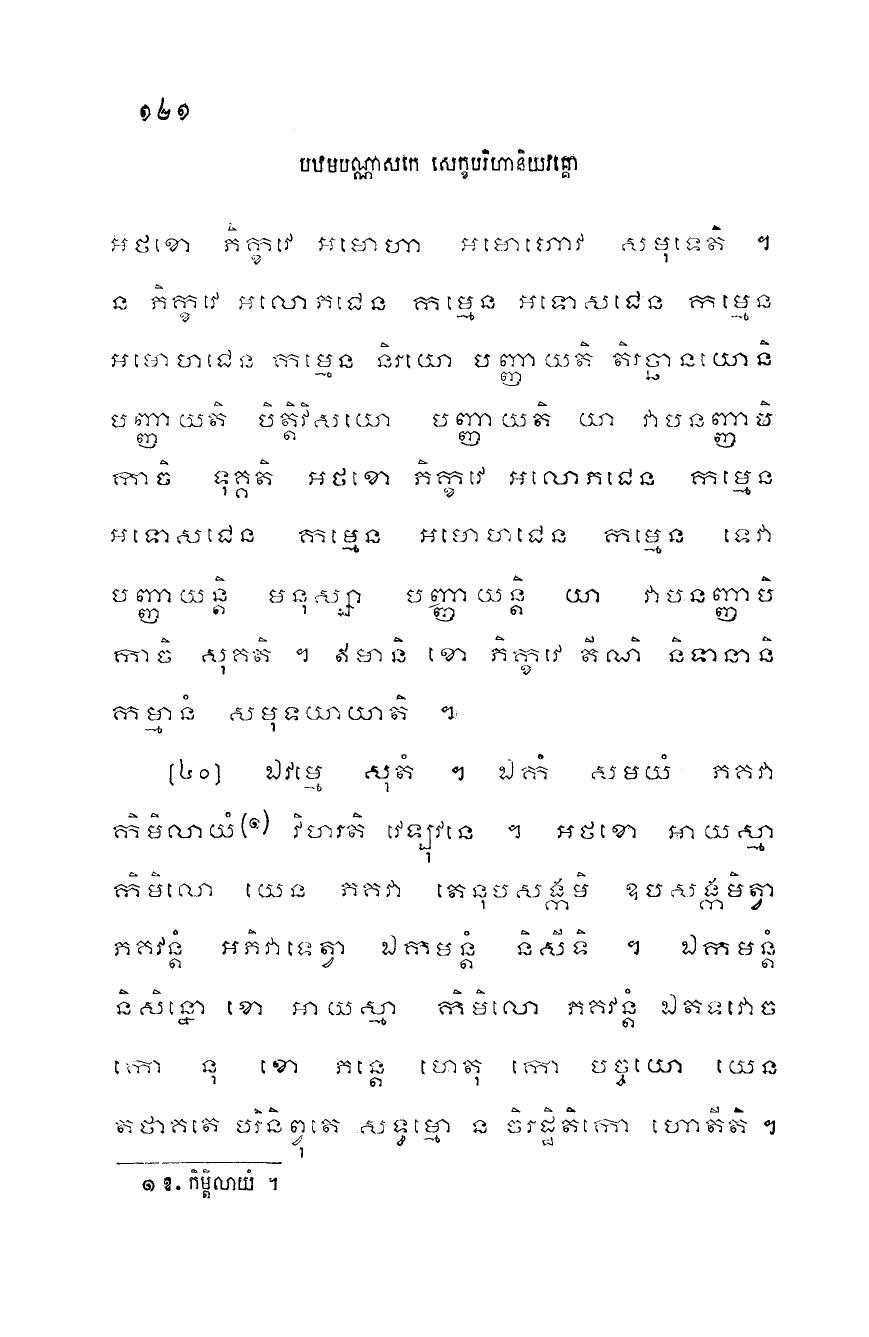 ១៤១
បឋមបណ្ណាសកេ សេក្ខបរិហានិយវគ្គោ
អថខោ ភិក្ខវេ អមោហា អមោហោវ សមុទេតិ ។
ន ភិក្ខវេ អលោភជេន កម្មេន អទោសជេន កម្មេន
អមោហជេន កម្មេន និរយោ បញ្ញាយតិ តិរច្ឆានយោនិ
បញ្ញាយតិ បិត្តិវិសយោ បញ្ញាយតិ យា វាបនញ្ញាបិ
កាចិ ទុគ្គតិ អថខោ ភិក្ខវេ អលោភជេន កម្មេន
អទោសជេន កម្មេន អមោហជេន កម្មេន ទេវា
បញ្ញាយន្តិ មនុស្សា បញ្ញាយន្តិ យា វាបនញ្ញាបិ
កាចិ សុគតិ ។ ឥមានិ ខោ ភិក្ខវេ តីណិ និទានានិ
កម្មានំ សមុទយាយាតិ ។
[៤០] ឯវម្មេ សុតំ ។ ឯកំ សមយំ ភគវា
កិមិលាយំ(១) វិហរតិ វេឡុវនេ ។ អថខោ អាយស្មា
កិមិលោ យេន ភគវា តេនុបសង្កមិ ឧបសង្កមិត្វា
ភគវន្តំ អភិវាទេត្វា ឯកមន្តំ និសីទិ ។ ឯកមន្តំ
និសិន្នោ ខោ អាយស្មា កិមិលោ ភគវន្តំ ឯតទវោច
កោ នុ ខោ ភន្តេ ហេតុ កោ បច្ចយោ យេន
តថាគតេ បរិនិព្វុតេ សទ្ធម្មោ ន ចិរដ្ឋិតិកោ ហោតីតិ ។
១ ឱ. កិម្តិលាយំ ។